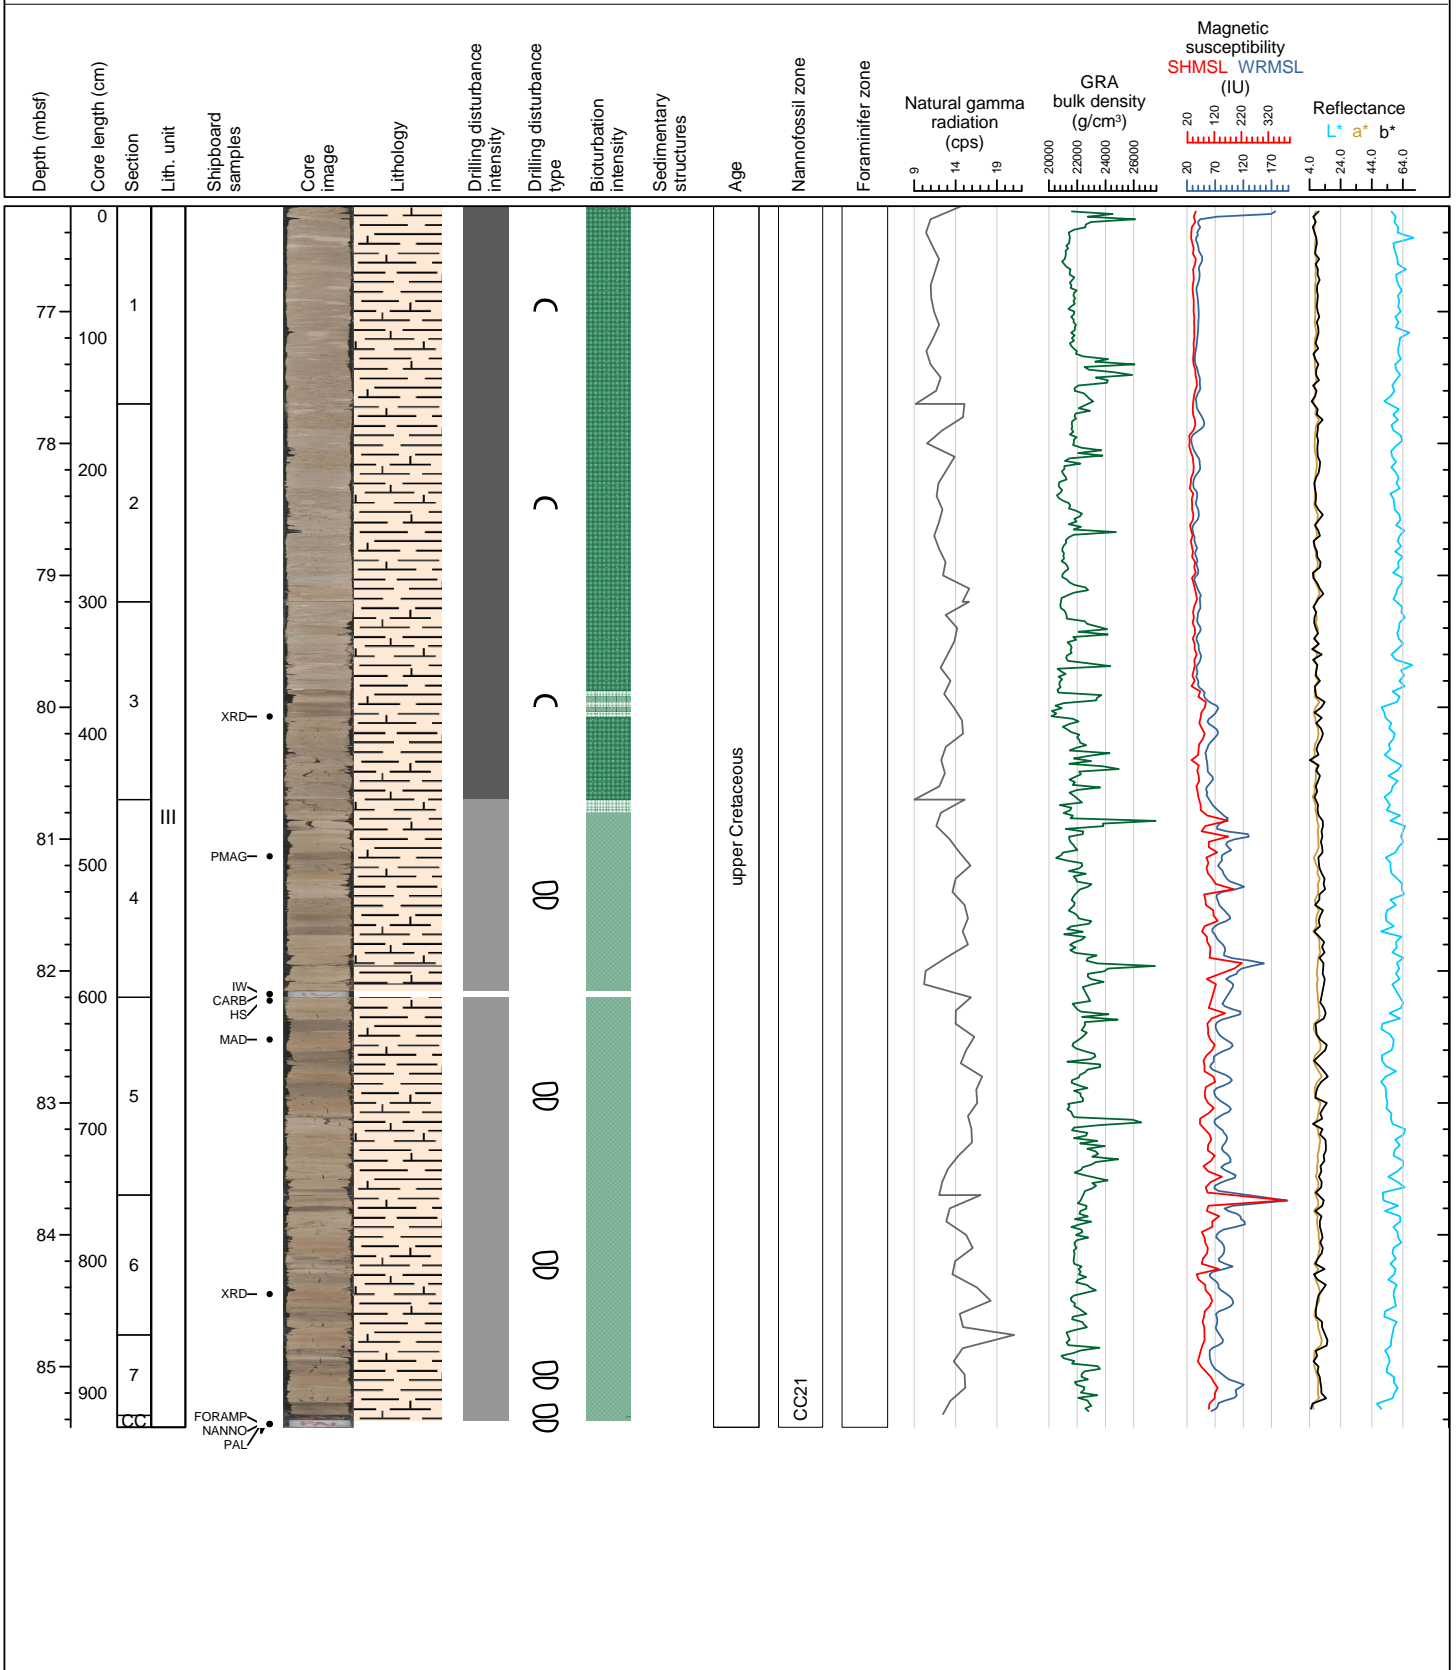 Depth (mbsf)
Core length (cm)
Section
Lith. unit
Shipboard
samples
Core
image
Lithology
Drilling disturbance
intensity
Drilling disturbance
type
Bioturbation
intensity
Sedimentary
structures
Age
Nannofossil zone
Foraminifer zone
Natural gamma
radiation
(cps)
9 14 19
GRA
bulk density
(g/cm³)
20000 22000 24000 26000
Magnetic
susceptibility
SHMSL WRMSL
(IU)
20 120 220 320
20 70 120 170
Reflectance
L* a* b*
4.0 24.0 44.0 64.0
0
77
1
100
78
200
2
79
300
3
80
XRD
400
upper Cretaceous
III
81
PMAG
500
4
82
IW
600
CARB
HS
MAD
83
5
700
84
800
6
XRD
85
7
900
CC21
CC
FORAMP
NANNO
PAL
PAL